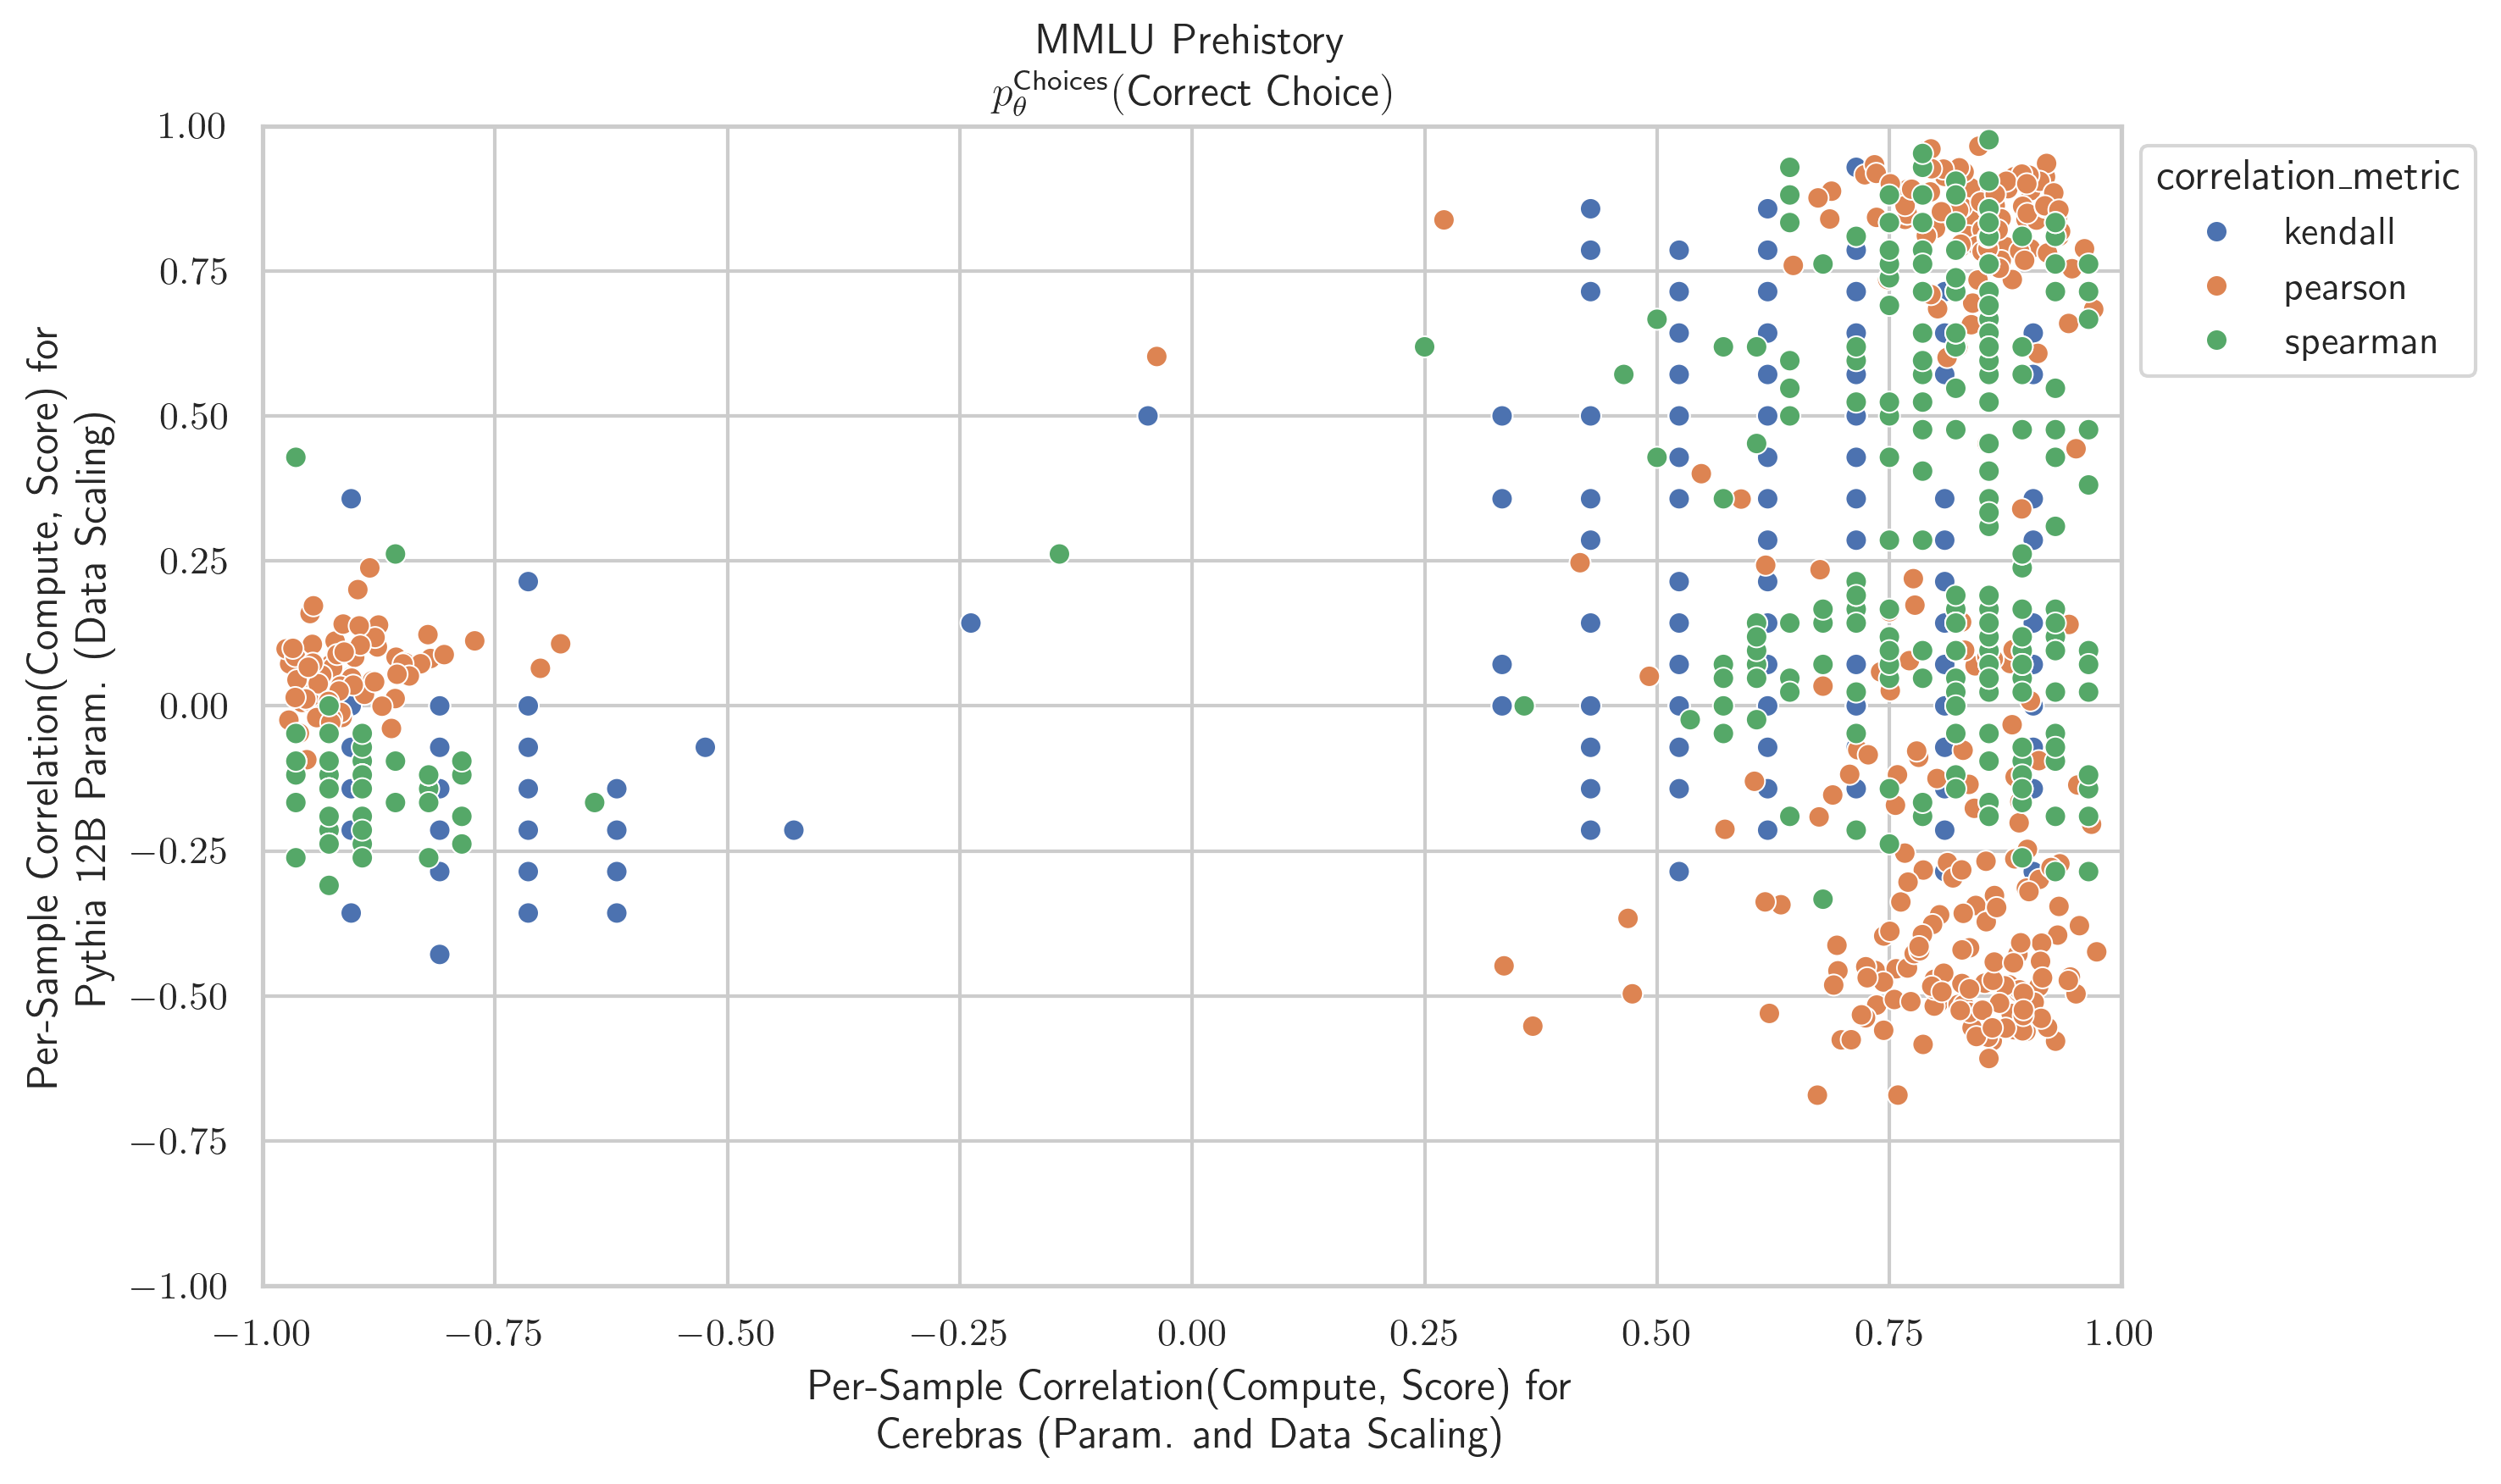 MMLU Prehistory
p_θ^Choices(Correct Choice)
1.00
0.75
0.50
0.25
0.00
−0.25
−0.50
−0.75
−1.00
Per-Sample Correlation(Compute, Score) for
Pythia 12B Param. (Data Scaling)
correlation_metric
kendall
pearson
spearman
−1.00
−0.75
−0.50
−0.25
0.00
0.25
0.50
0.75
1.00
Per-Sample Correlation(Compute, Score) for
Cerebras (Param. and Data Scaling)